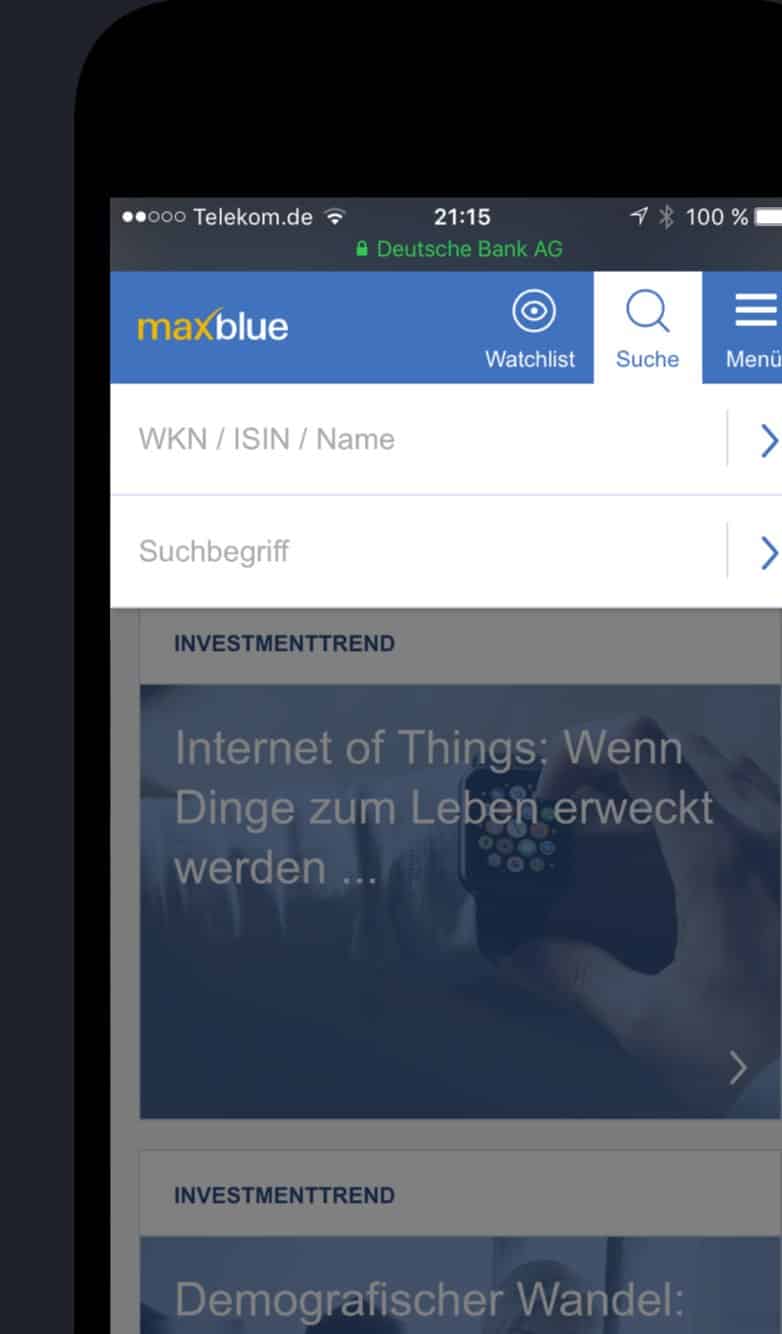 Telekom.de 21:15 100 %
Deutsche Bank AG
maxblue
Watchlist Suche Menü
WKN / ISIN / Name
Suchbegriff
INVESTMENTTREND
Internet of Things: Wenn
Dinge zum Leben erweckt
werden ...
INVESTMENTTREND
Demografischer Wandel: